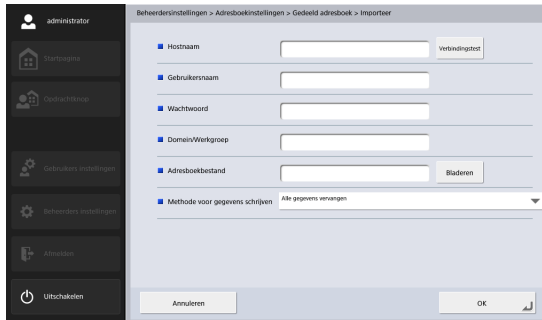 administrator
Startpagina
Opdrachtknop
Gebruikers instellingen
Beheerders instellingen
Afmelden
Uitschakelen
Beheerdersinstellingen > Adresboekinstellingen > Gedeeld adresboek > Importeer
Hostnaam
Verbindingstest
Gebruikersnaam
Wachtwoord
Domein/Werkgroep
Adresboekbestand
Bladeren
Methode voor gegevens schrijven
Alle gegevens vervangen
Annuleren
OK